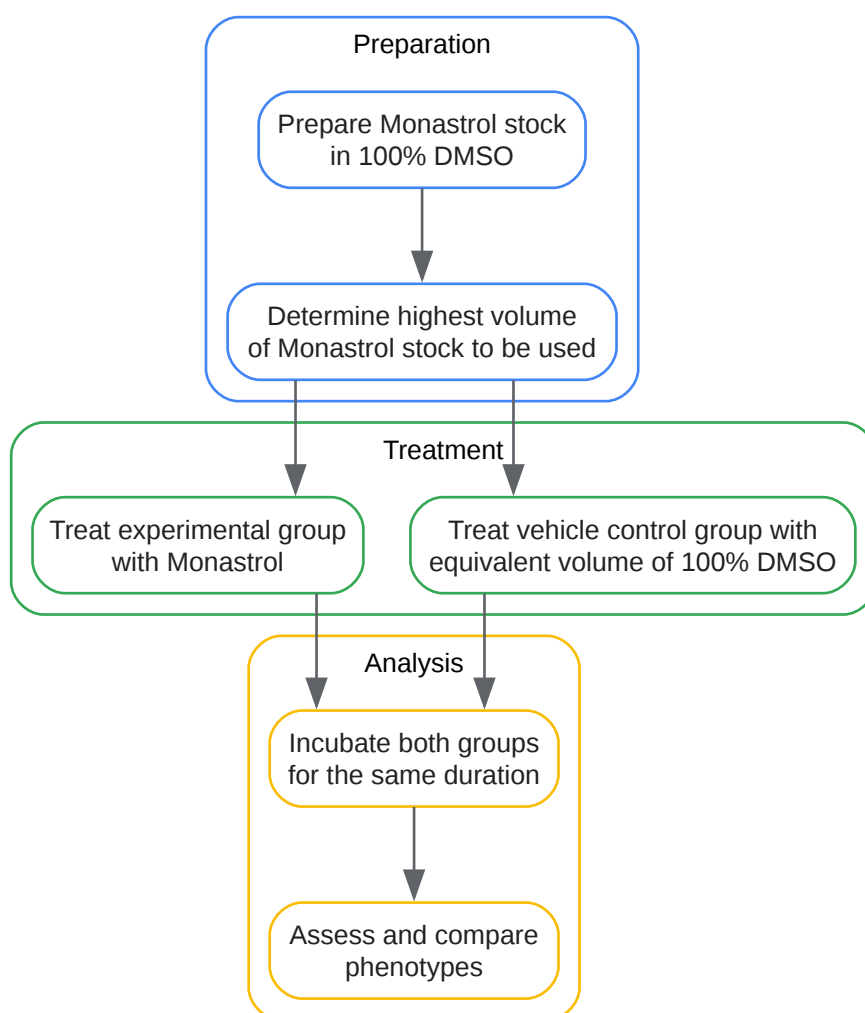 Preparation
Prepare Monastrol stock
in 100% DMSO
Determine highest volume
of Monastrol stock to be used
Treatment
Treat experimental group
with Monastrol
Treat vehicle control group with
equivalent volume of 100% DMSO
Analysis
Incubate both groups
for the same duration
Assess and compare
phenotypes